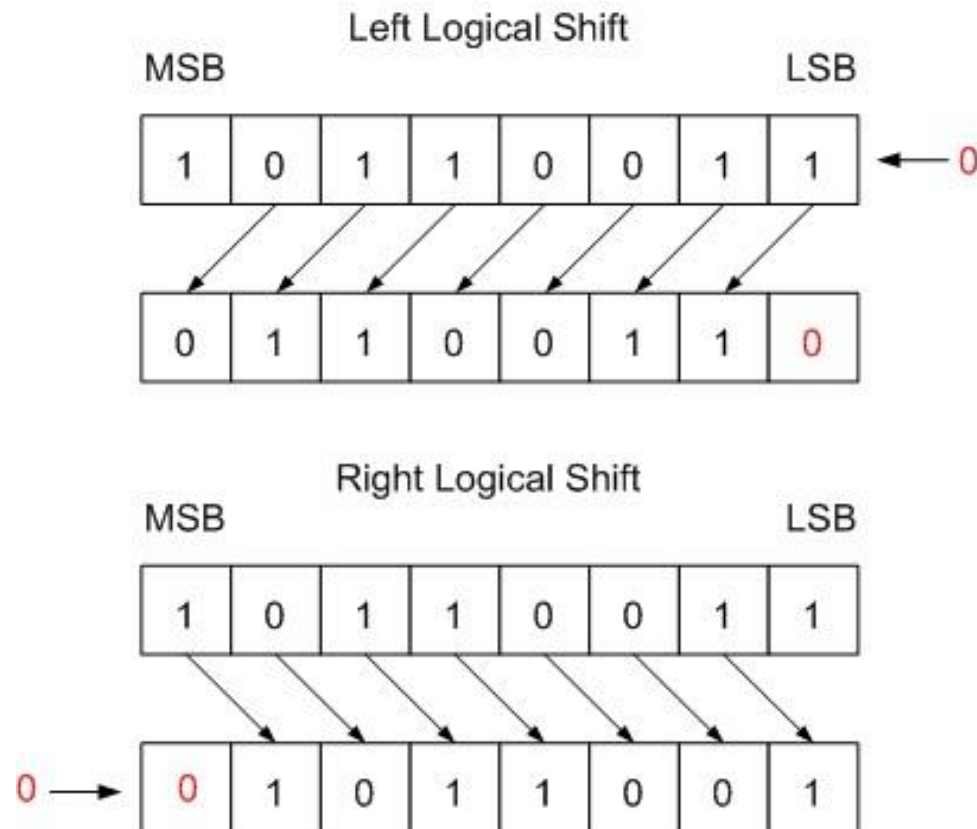 Left Logical Shift
MSB LSB
1 0 1 1 0 0 1 1 0
0 1 1 0 0 1 1 0
Right Logical Shift
MSB LSB
1 0 1 1 0 0 1 1
0 0 1 0 1 1 0 0 1